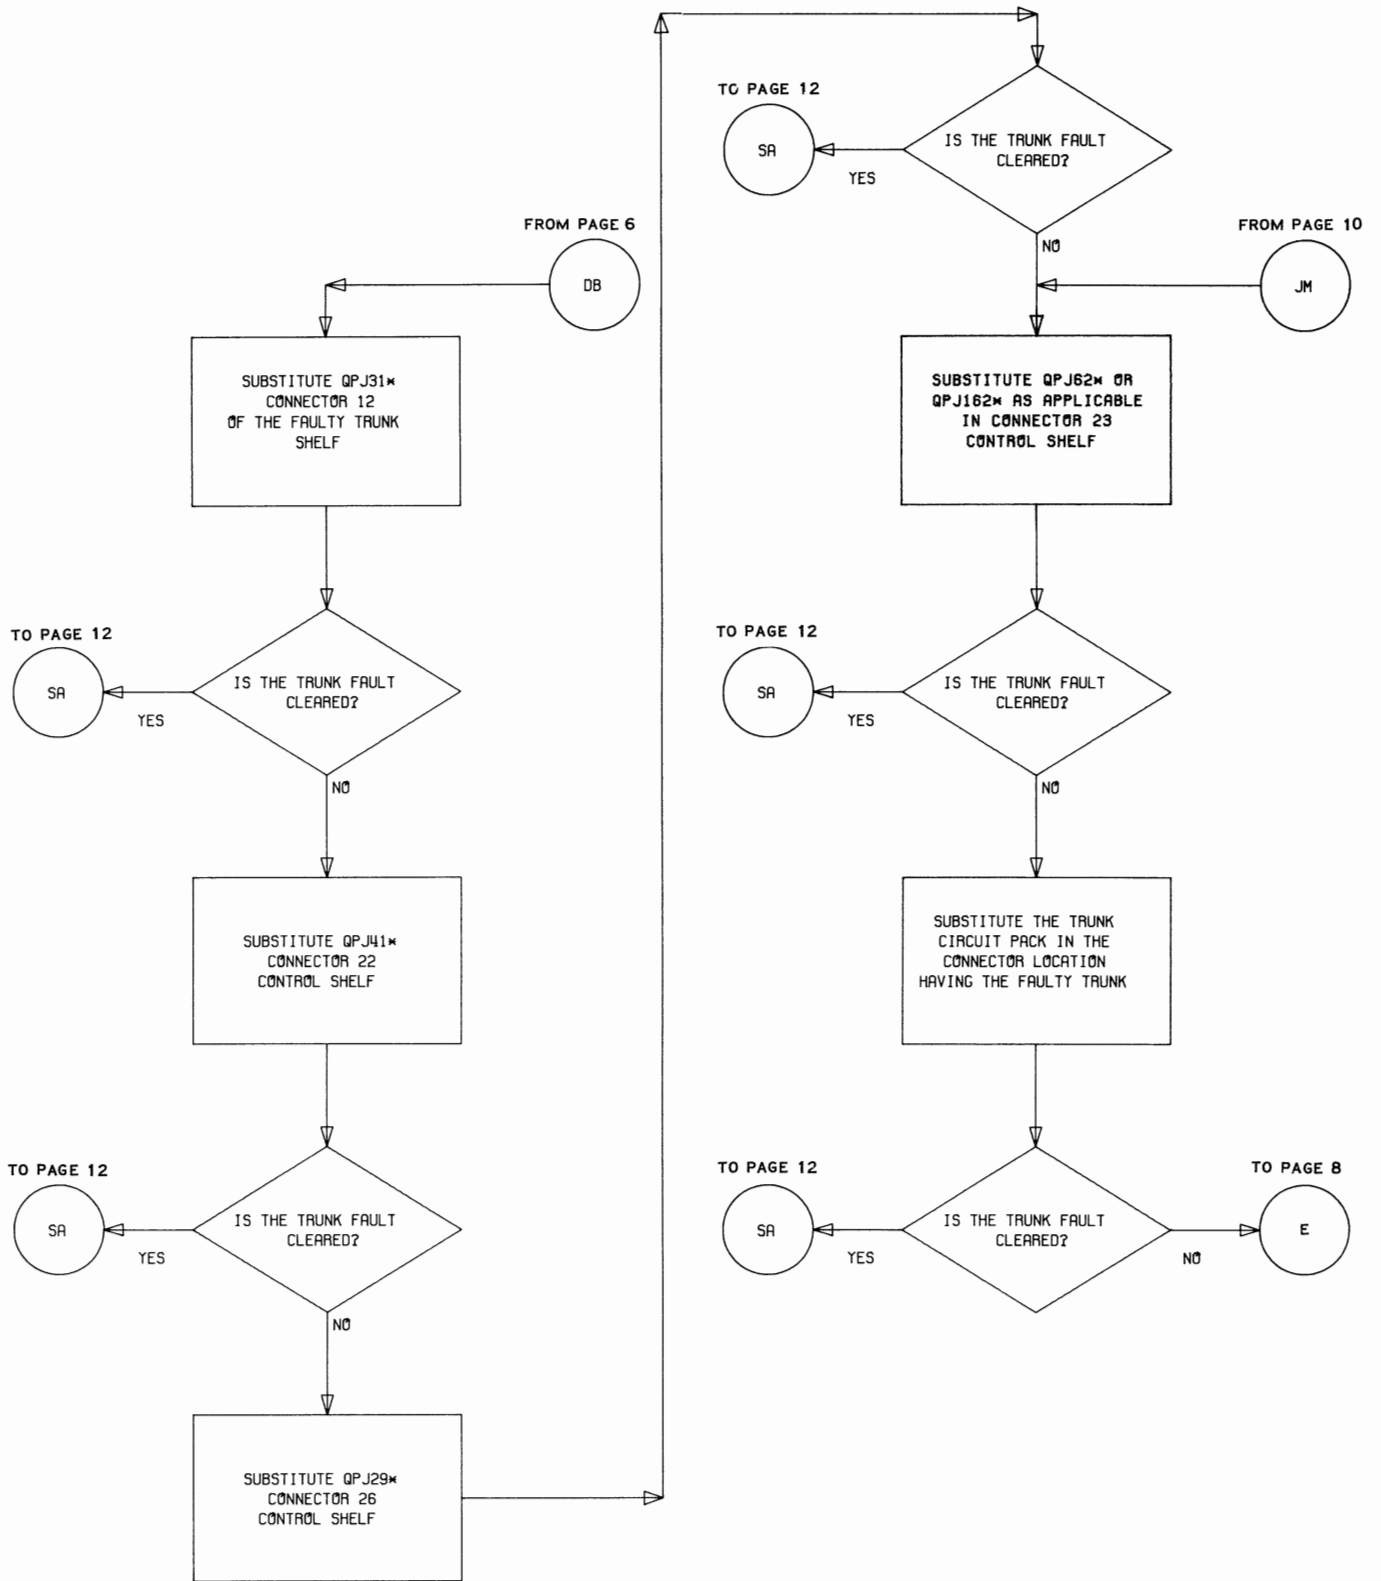 FROM PAGE 6
DB
SUBSTITUTE QPJ31*
CONNECTOR 12
OF THE FAULTY TRUNK
SHELF
TO PAGE 12
SA
YES
IS THE TRUNK FAULT
CLEARED?
NO
SUBSTITUTE QPJ41*
CONNECTOR 22
CONTROL SHELF
TO PAGE 12
SA
YES
IS THE TRUNK FAULT
CLEARED?
NO
SUBSTITUTE QPJ29*
CONNECTOR 26
CONTROL SHELF
TO PAGE 12
SA
YES
IS THE TRUNK FAULT
CLEARED?
NO
FROM PAGE 10
JM
SUBSTITUTE QPJ62* OR
QPJ162* AS APPLICABLE
IN CONNECTOR 23
CONTROL SHELF
TO PAGE 12
SA
YES
IS THE TRUNK FAULT
CLEARED?
NO
SUBSTITUTE THE TRUNK
CIRCUIT PACK IN THE
CONNECTOR LOCATION
HAVING THE FAULTY TRUNK
TO PAGE 12
SA
YES
IS THE TRUNK FAULT
CLEARED?
NO
TO PAGE 8
E